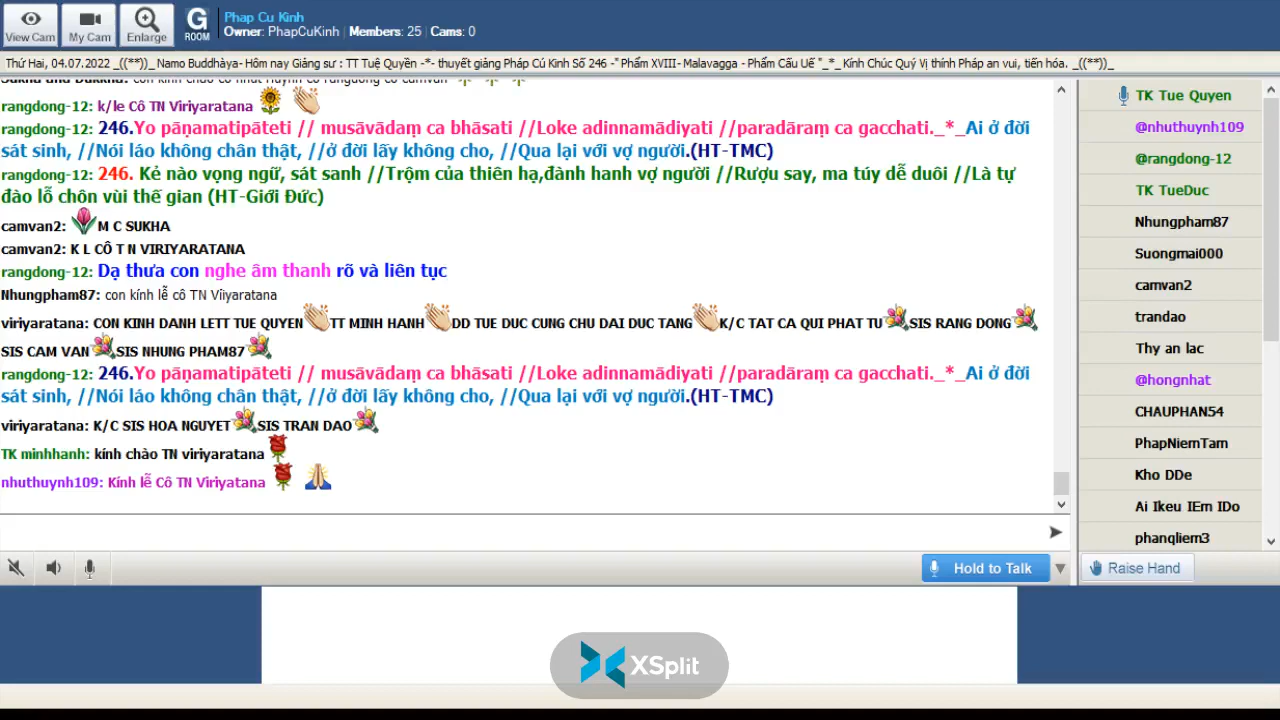 View Cam
My Cam
Enlarge
G
ROOM
Phap Cu Kinh
Owner: PhapCuKinh Members: 25 Cams: 0
Thứ Hai, 04.07.2022 _((**))_ Namo Buddhàya- Hôm nay Giảng sư : TT Tuệ Quyền -*- thuyết giảng Pháp Cú Kinh Số 246 -" Phẩm XVIII- Malavagga - Phẩm Cấu Uế "_*_ Kính Chúc Quý Vị thính Pháp an vui, tiến hóa. _((**)) _
rangdong-12: k/le Cô TN Viriyaratana
rangdong-12: 246.Yo pāṇamatipāteti // musāvādaṃ ca bhāsati //Loke adinnamādiyati //paradāraṃ ca gacchati._*_Ai ở đời
sát sinh, //Nói láo không chân thật, //ở đời lấy không cho, //Qua lại với vợ người.(HT-TMC)
rangdong-12: 246. Kẻ nào vọng ngữ, sát sanh //Trộm của thiên hạ,đành hanh vợ người //Rượu say, ma túy dễ duôi //Là tự
đào lỗ chôn vùi thế gian (HT-Giới Đức)
camvan2: M C SUKHA
camvan2: K L CÔ T N VIRIYARATANA
rangdong-12: Dạ thưa con nghe âm thanh rõ và liên tục
Nhungpham87: con kính lễ cô TN Víiyaratana
viriyaratana: CON KINH DANH LETT TUE QUYEN TT MINH HANH DD TUE DUC CUNG CHU DAI DUC TANG K/C TAT CA QUI PHAT TU SIS RANG DONG
SIS CAM VAN SIS NHUNG PHAM87
rangdong-12: 246.Yo pāṇamatipāteti // musāvādaṃ ca bhāsati //Loke adinnamādiyati //paradāraṃ ca gacchati._*_Ai ở đời
sát sinh, //Nói láo không chân thật, //ở đời lấy không cho, //Qua lại với vợ người.(HT-TMC)
viriyaratana: K/C SIS HOA NGUYET SIS TRAN DAO
TK minhhanh: kính chào TN viriyaratana
nhuthuynh109: Kính lễ Cô TN Viriyatana
TK Tue Quyen
@nhuthuynh109
@rangdong-12
TK TueDuc
Nhungpham87
Suongmai000
camvan2
trandao
Thy an lac
@hongnhat
CHAUPHAN54
PhapNiemTam
Kho DDe
Ai Ikeu IEm IDo
phanqliem3
Hold to Talk
Raise Hand
XSplit